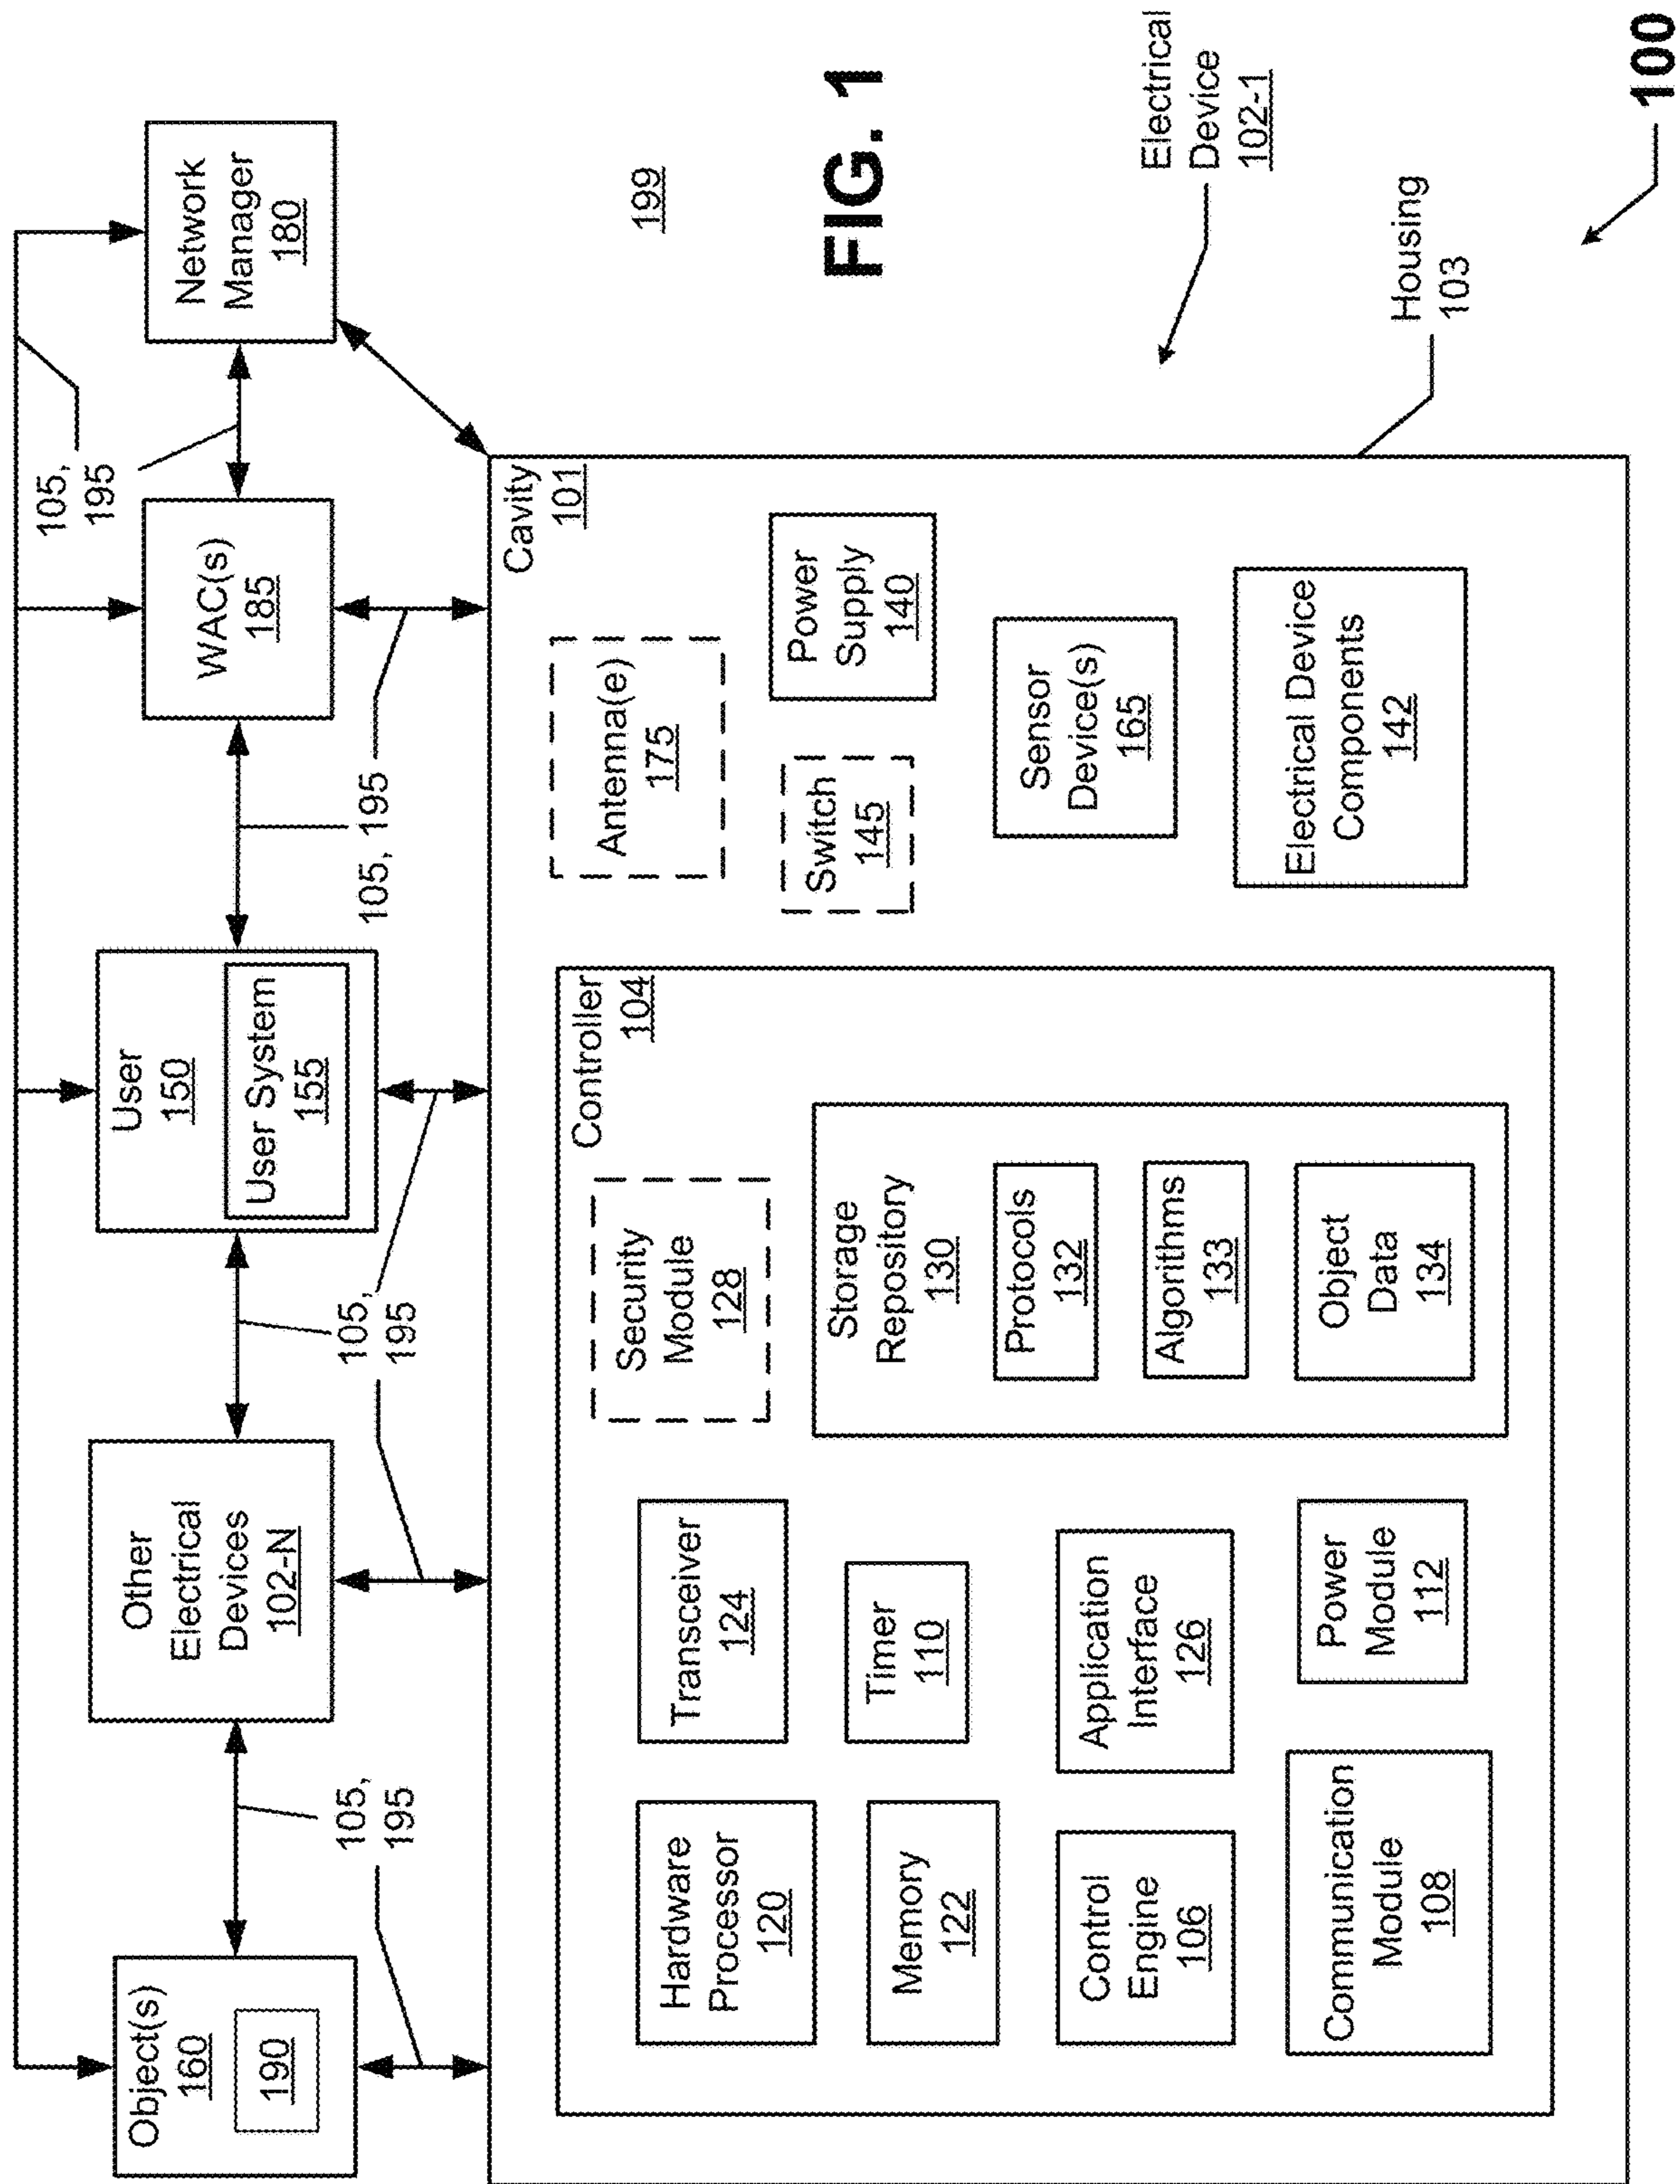 105,
195
Object(s)
160
190
Other
Electrical
Devices
102-N
User
150
User System
155
WAC(s)
185
Network
Manager
180
105,
195
105,
195
105, 195
199
Cavity
101
Controller
104
Hardware
Processor
120
Transceiver
124
Security
Module
128
Antenna(e)
175
Memory
122
Timer
110
Storage
Repository
130
Switch
145
Power
Supply
140
FIG. 1
Control
Engine
106
Application
Interface
126
Protocols
132
Sensor
Device(s)
165
Algorithms
133
Electrical
Device
102-1
Communication
Module
108
Power
Module
112
Object
Data
134
Electrical Device
Components
142
Housing
103
100